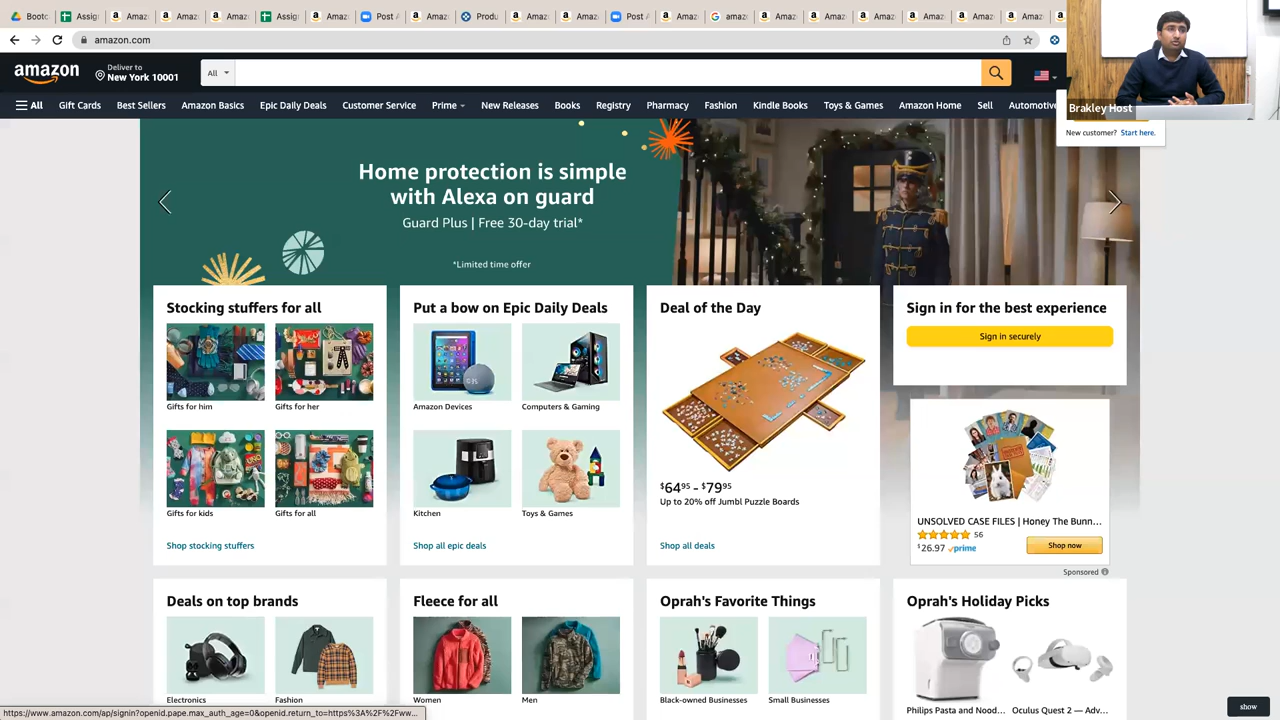 Bootc
Assig
Amaz
Amaz
Amaz
Assig
Amaz
Post A
Amaz
Produ
Amaz
Amaz
Post A
Amaz
amaz
Amaz
Amaz
Amaz
Amaz
Amaz
amazon.com
amazon
Deliver to
New York 10001
All
All
Gift Cards
Best Sellers
Amazon Basics
Epic Daily Deals
Customer Service
Prime
New Releases
Books
Registry
Pharmacy
Fashion
Kindle Books
Toys & Games
Amazon Home
Sell
Automotive
Brakley Host
New customer? Start here.
Home protection is simple
with Alexa on guard
Guard Plus | Free 30-day trial*
*Limited time offer
Stocking stuffers for all
Gifts for him
Gifts for her
Gifts for kids
Gifts for all
Shop stocking stuffers
Put a bow on Epic Daily Deals
Amazon Devices
Computers & Gaming
Kitchen
Toys & Games
Shop all epic deals
Deal of the Day
$64.95 - $79.95
Up to 20% off Jumbl Puzzle Boards
Shop all deals
Sign in for the best experience
Sign in securely
UNSOLVED CASE FILES | Honey The Bunn...
56
$26.97 prime
Shop now
Sponsored
Deals on top brands
Electronics
Fashion
Fleece for all
Women
Men
Oprah's Favorite Things
Black-owned Businesses
Small Businesses
Oprah's Holiday Picks
Philips Pasta and Nood...
Oculus Quest 2 — Adv...
https://www.amazon.com/ap/signin?openid.pape.max_auth_age=0&openid.return_to=https%3A%2F%2Fww...
show